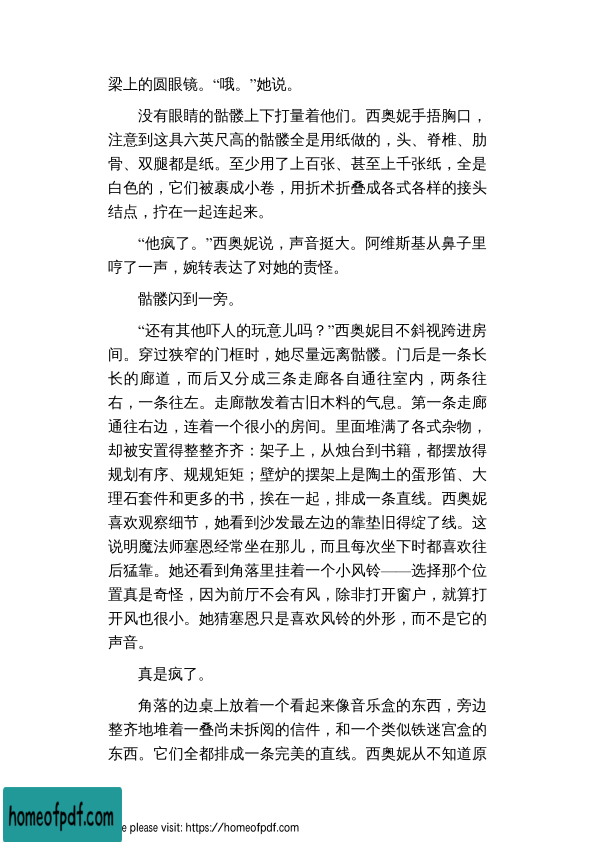 梁上的圆眼镜。“哦。”她说。
没有眼睛的骷髅上下打量着他们。西奥妮手捂胸口，
注意到这具六英尺高的骷髅全是用纸做的，头、脊椎、肋
骨、双腿都是纸。至少用了上百张、甚至上千张纸，全是
白色的，它们被裹成小卷，用折术折叠成各式各样的接头
结点，拧在一起连起来。
“他疯了。”西奥妮说，声音挺大。阿维斯基从鼻子里
哼了一声，婉转表达了对她的责怪。
骷髅闪到一旁。
“还有其他吓人的玩意儿吗？”西奥妮目不斜视跨进房
间。穿过狭窄的门框时，她尽量远离骷髅。门后是一条长
长的廊道，而后又分成三条走廊各自通往室内，两条往
右，一条往左。走廊散发着古旧木料的气息。第一条走廊
通往右边，连着一个很小的房间。里面堆满了各式杂物，
却被安置得整整齐齐：架子上，从烛台到书籍，都摆放得
规划有序、规规矩矩；壁炉的摆架上是陶土的蛋形笛、大
理石套件和更多的书，挨在一起，排成一条直线。西奥妮
喜欢观察细节，她看到沙发最左边的靠垫旧得绽了线。这
说明魔法师塞恩经常坐在那儿，而且每次坐下时都喜欢往
后猛靠。她还看到角落里挂着一个小风铃——选择那个位
置真是奇怪，因为前厅不会有风，除非打开窗户，就算打
开风也很小。她猜塞恩只是喜欢风铃的外形，而不是它的
声音。
真是疯了。
角落的边桌上放着一个看起来像音乐盒的东西，旁边
整齐地堆着一叠尚未拆阅的信件，和一个类似铁迷宫盒的
东西。它们全都排成一条完美的直线。西奥妮从不知道原
homeofpdf.com
e please visit: https://homeofpdf.com